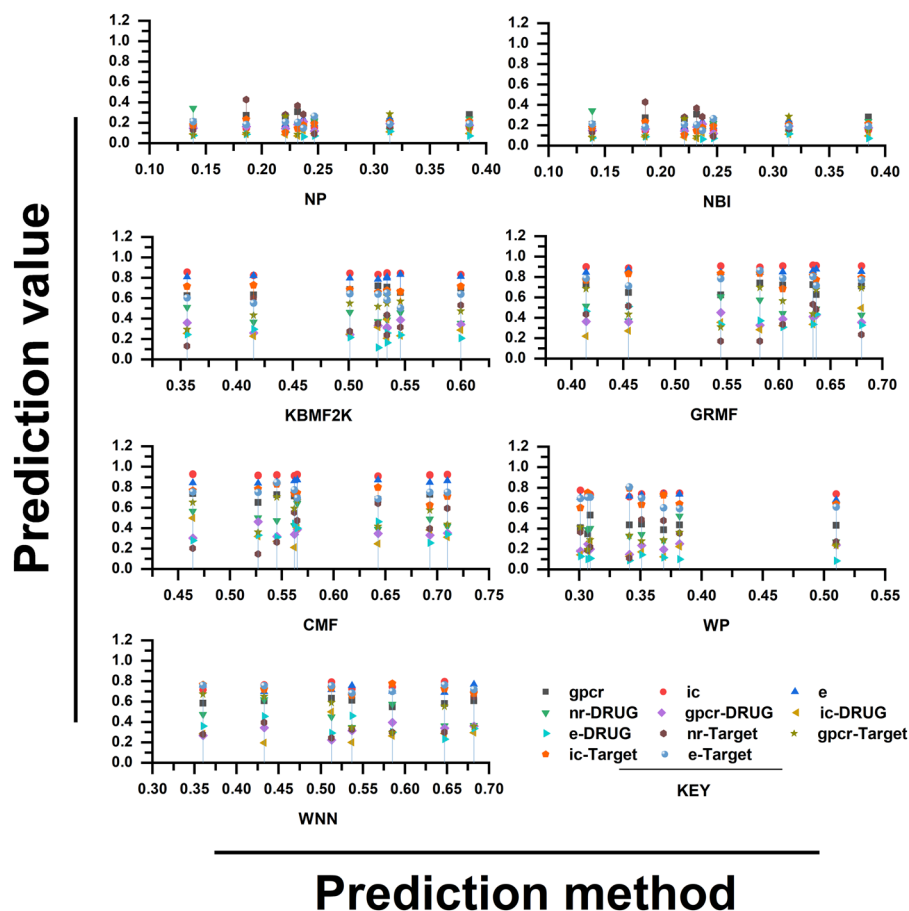 Prediction value
1.2
1.0
0.8
0.6
0.4
0.2
0.0
0.10 0.15 0.20 0.25 0.30 0.35 0.40
NP
1.2
1.0
0.8
0.6
0.4
0.2
0.0
0.10 0.15 0.20 0.25 0.30 0.35 0.40
NBI
1.2
1.0
0.8
0.6
0.4
0.2
0.0
0.35 0.40 0.45 0.50 0.55 0.60
KBMF2K
1.2
1.0
0.8
0.6
0.4
0.2
0.0
0.40 0.45 0.50 0.55 0.60 0.65 0.70
GRMF
1.2
1.0
0.8
0.6
0.4
0.2
0.0
0.45 0.50 0.55 0.60 0.65 0.70 0.75
CMF
1.2
1.0
0.8
0.6
0.4
0.2
0.0
0.30 0.35 0.40 0.45 0.50 0.55
WP
1.2
1.0
0.8
0.6
0.4
0.2
0.0
0.30 0.35 0.40 0.45 0.50 0.55 0.60 0.65 0.70
WNN
gpcr ic e
nr-DRUG gpcr-DRUG ic-DRUG
e-DRUG nr-Target gpcr-Target
ic-Target e-Target
KEY
Prediction method